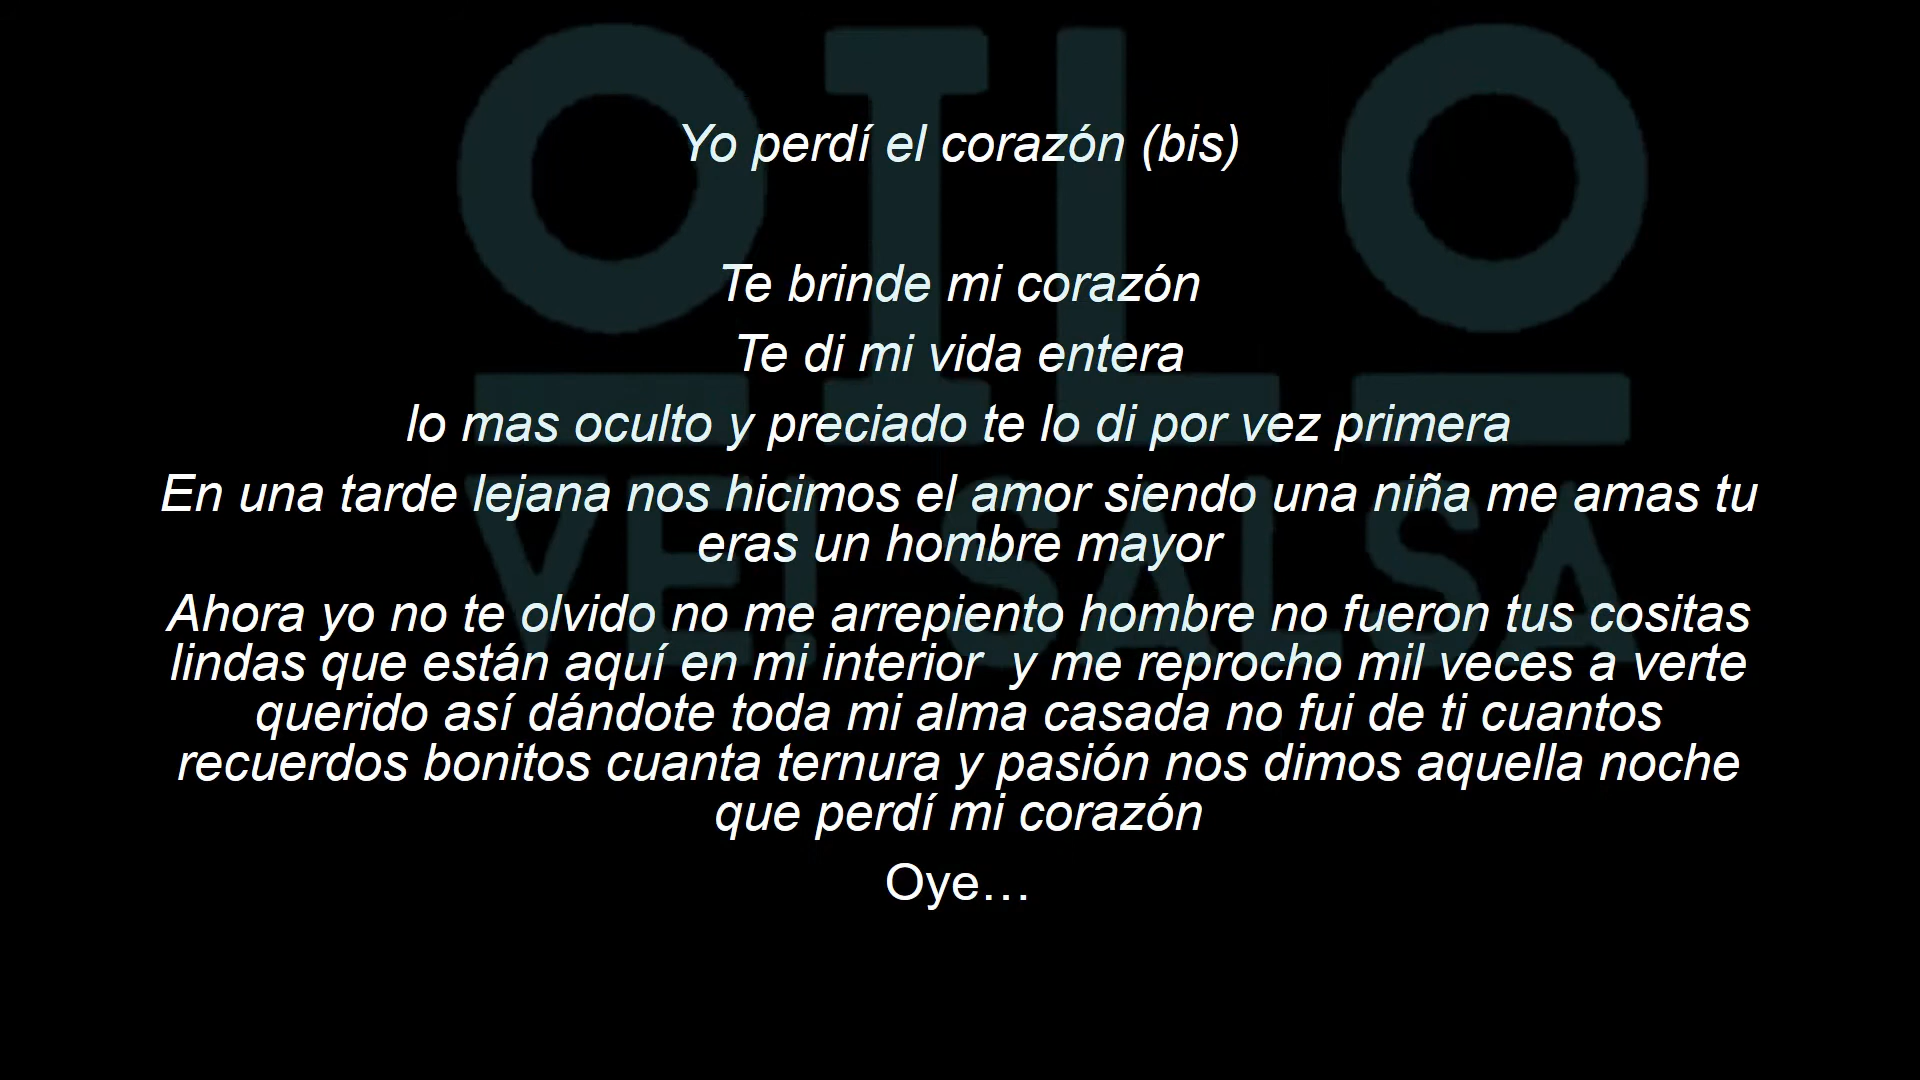 OILO
VE! SALSA
Yo perdí el corazón (bis)
Te brinde mi corazón
Te di mi vida entera
lo mas oculto y preciado te lo di por vez primera
En una tarde lejana nos hicimos el amor siendo una niña me amas tu
eras un hombre mayor
Ahora yo no te olvido no me arrepiento hombre no fueron tus cositas
lindas que están aquí en mi interior  y me reprocho mil veces a verte
querido así dándote toda mi alma casada no fui de ti cuantos
recuerdos bonitos cuanta ternura y pasión nos dimos aquella noche
que perdí mi corazón
Oye…